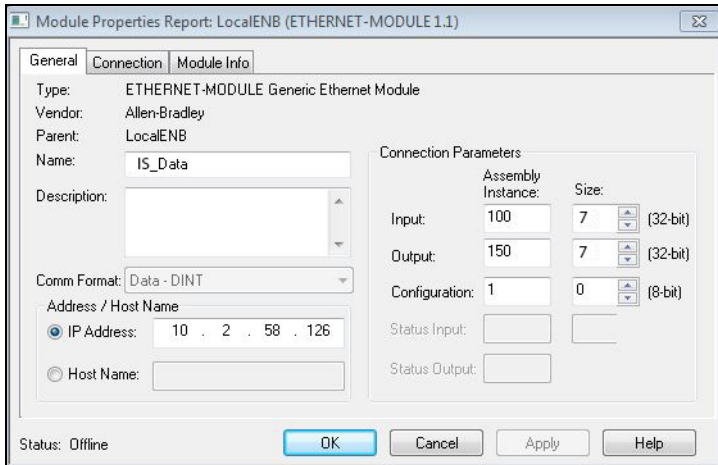 Module Properties Report: LocalENB (ETHERNET-MODULE 1.1)
General Connection Module Info
Type: ETHERNET-MODULE Generic Ethernet Module
Vendor: Allen-Bradley
Parent: LocalENB
Name: IS_Data
Description:
Comm Format: Data - DINT
Address / Host Name
IP Address: 10 . 2 . 58 . 126
Host Name:
Connection Parameters
Assembly
Instance: Size:
Input: 100 7 (32-bit)
Output: 150 7 (32-bit)
Configuration: 1 0 (8-bit)
Status Input:
Status Output:
Status: Offline OK Cancel Apply Help